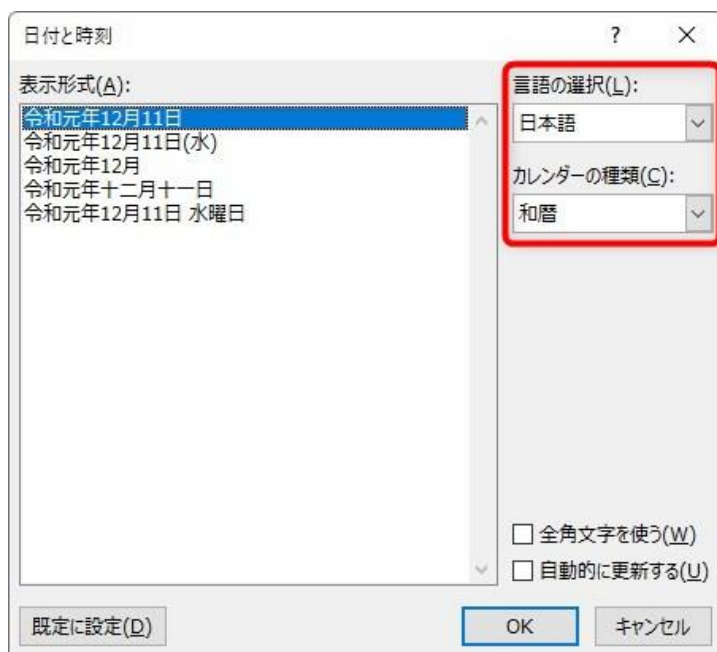 日付と時刻
表示形式(A):
令和元年12月11日
令和元年12月11日(水)
令和元年12月
令和元年十二月十一日
令和元年12月11日 水曜日
言語の選択(L):
日本語
カレンダーの種類(C):
和暦
全角文字を使う(W)
自動的に更新する(U)
既定に設定(D)
OK
キャンセル